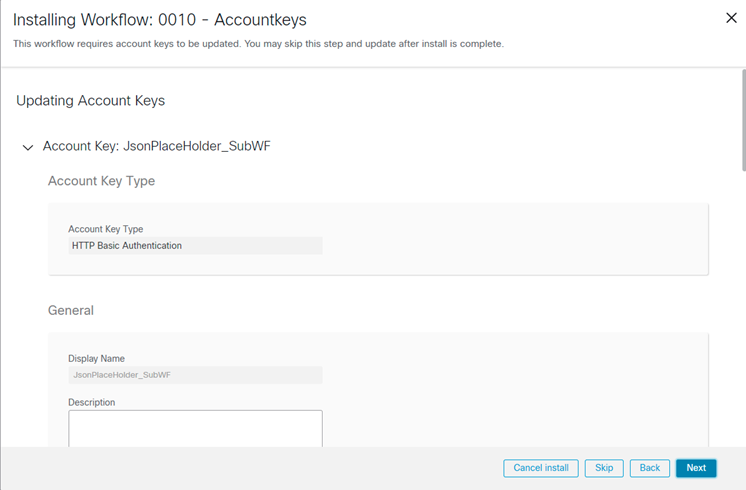 Installing Workflow: 0010 - Accountkeys
This workflow requires account keys to be updated. You may skip this step and update after install is complete.
Updating Account Keys
Account Key: JsonPlaceHolder_SubWF
Account Key Type
Account Key Type
HTTP Basic Authentication
General
Display Name
JsonPlaceHolder_SubWF
Description
Cancel install
Skip
Back
Next